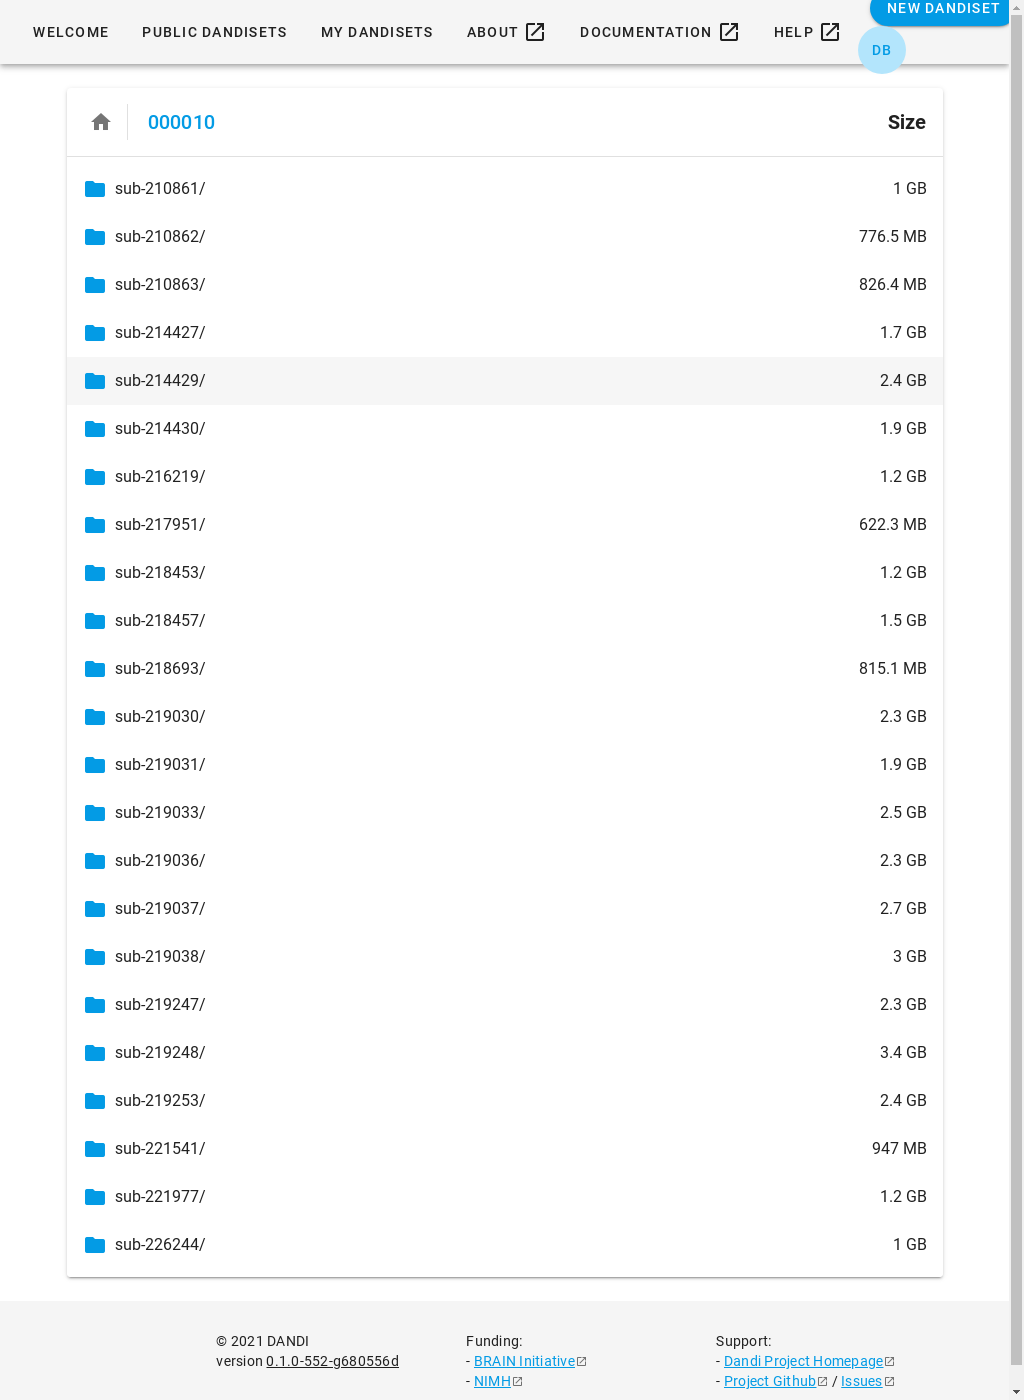 WELCOME PUBLIC DANDISETS MY DANDISETS ABOUT DOCUMENTATION HELP NEW DANDISET
DB
000010 Size
sub-210861/ 1 GB
sub-210862/ 776.5 MB
sub-210863/ 826.4 MB
sub-214427/ 1.7 GB
sub-214429/ 2.4 GB
sub-214430/ 1.9 GB
sub-216219/ 1.2 GB
sub-217951/ 622.3 MB
sub-218453/ 1.2 GB
sub-218457/ 1.5 GB
sub-218693/ 815.1 MB
sub-219030/ 2.3 GB
sub-219031/ 1.9 GB
sub-219033/ 2.5 GB
sub-219036/ 2.3 GB
sub-219037/ 2.7 GB
sub-219038/ 3 GB
sub-219247/ 2.3 GB
sub-219248/ 3.4 GB
sub-219253/ 2.4 GB
sub-221541/ 947 MB
sub-221977/ 1.2 GB
sub-226244/ 1 GB
© 2021 DANDI
version 0.1.0-552-g680556d
Funding:
- BRAIN Initiative
- NIMH
Support:
- Dandi Project Homepage
- Project Github / Issues